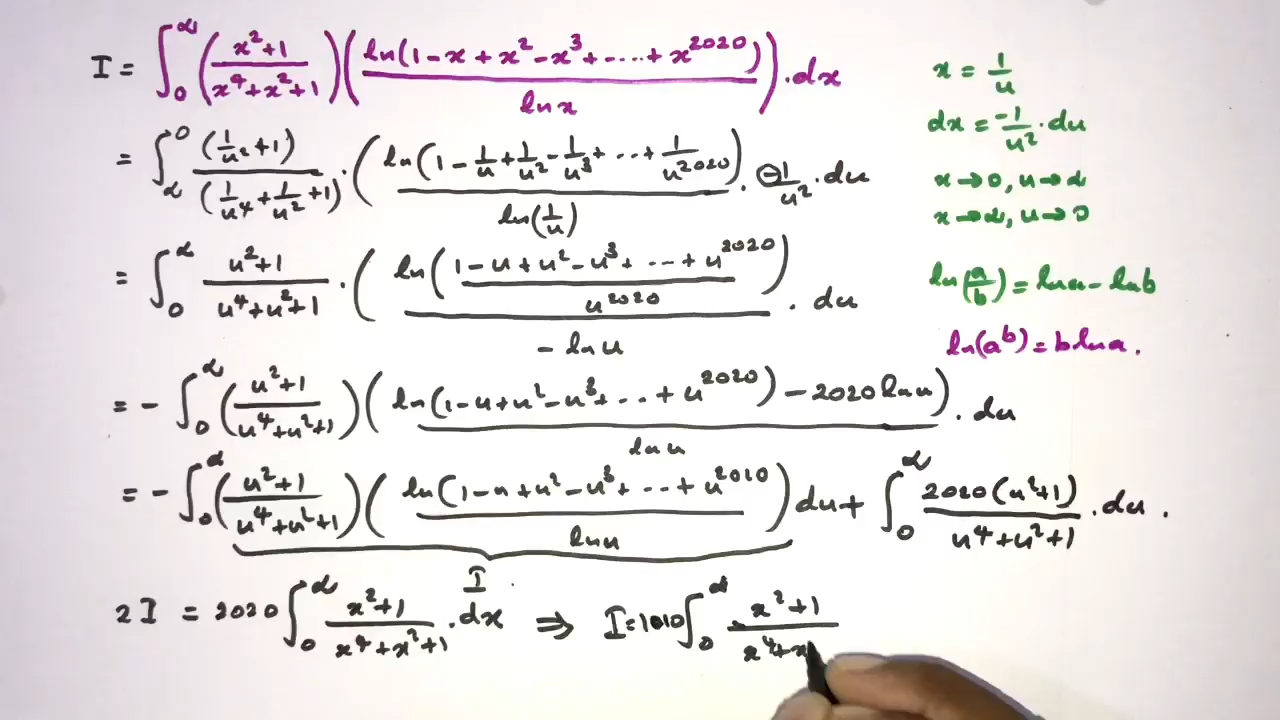 I = ∫₀^∞ ((x²+1)/(x⁴+x²+1)) ((ln(1-x+x²-x³+-....+x²⁰²⁰))/(ln x)) . dx
x = 1/u
dx = -1/u² . du
= ∫_∞^0 (1/u²+1)/(1/u⁴+1/u²+1) . ((ln(1-1/u+1/u²-1/u³+..+1/u²⁰²⁰))/(ln(1/u))) . -1/u² . du
x→0, u→∞
x→∞, u→0
= ∫₀^∞ (u²+1)/(u⁴+u²+1) . ((ln((1-u+u²-u³+...+u²⁰²⁰)/u²⁰²⁰))/(-ln u)) . du
ln(a/b) = ln a - ln b
ln(a^b) = b ln a .
= - ∫₀^∞ ((u²+1)/(u⁴+u²+1)) ((ln(1-u+u²-u³+..+u²⁰²⁰) - 2020 ln u)/(ln u)) . du
= - ∫₀^∞ ((u²+1)/(u⁴+u²+1)) ((ln(1-u+u²-u³+...+u²⁰¹⁰))/(ln u)) du + ∫₀^∞ (2020(u²+1))/(u⁴+u²+1) . du .
I
2I = 2020 ∫₀^∞ (x²+1)/(x⁴+x²+1) . dx ⇒ I = 1010 ∫₀^∞ (x²+1)/(x⁴+x